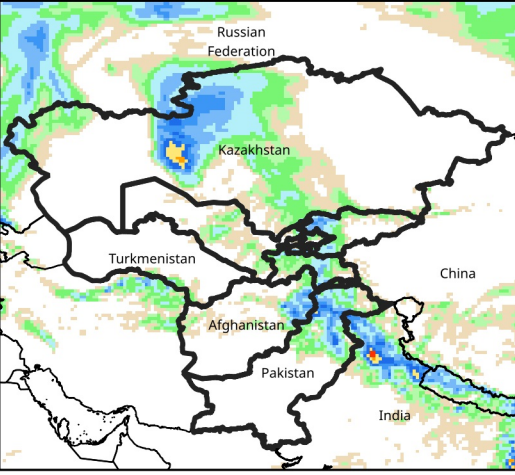 Russian
Federation
Kazakhstan
Turkmenistan
China
Afghanistan
Pakistan
India